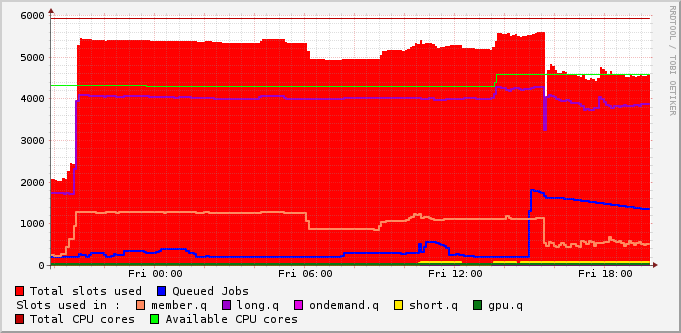 6000
5000
4000
3000
2000
1000
0
Fri 00:00 Fri 06:00 Fri 12:00 Fri 18:00
Total slots used Queued Jobs
Slots used in : member.q long.q ondemand.q short.q gpu.q
Total CPU cores Available CPU cores
RRDTOOL / TOBI OETIKER